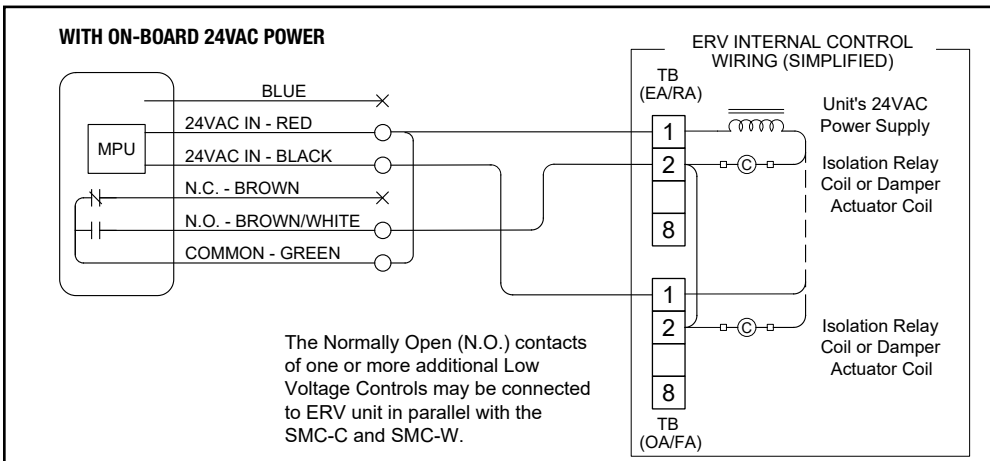 WITH ON-BOARD 24VAC POWER
BLUE
24VAC IN - RED
MPU
24VAC IN - BLACK
N.C. - BROWN
N.O. - BROWN/WHITE
COMMON - GREEN
The Normally Open (N.O.) contacts
of one or more additional Low
Voltage Controls may be connected
to ERV unit in parallel with the
SMC-C and SMC-W.
ERV INTERNAL CONTROL
WIRING (SIMPLIFIED)
TB
(EA/RA)
1
2
8
Unit's 24VAC
Power Supply
C
Isolation Relay
Coil or Damper
Actuator Coil
1
2
8
C
Isolation Relay
Coil or Damper
Actuator Coil
TB
(OA/FA)